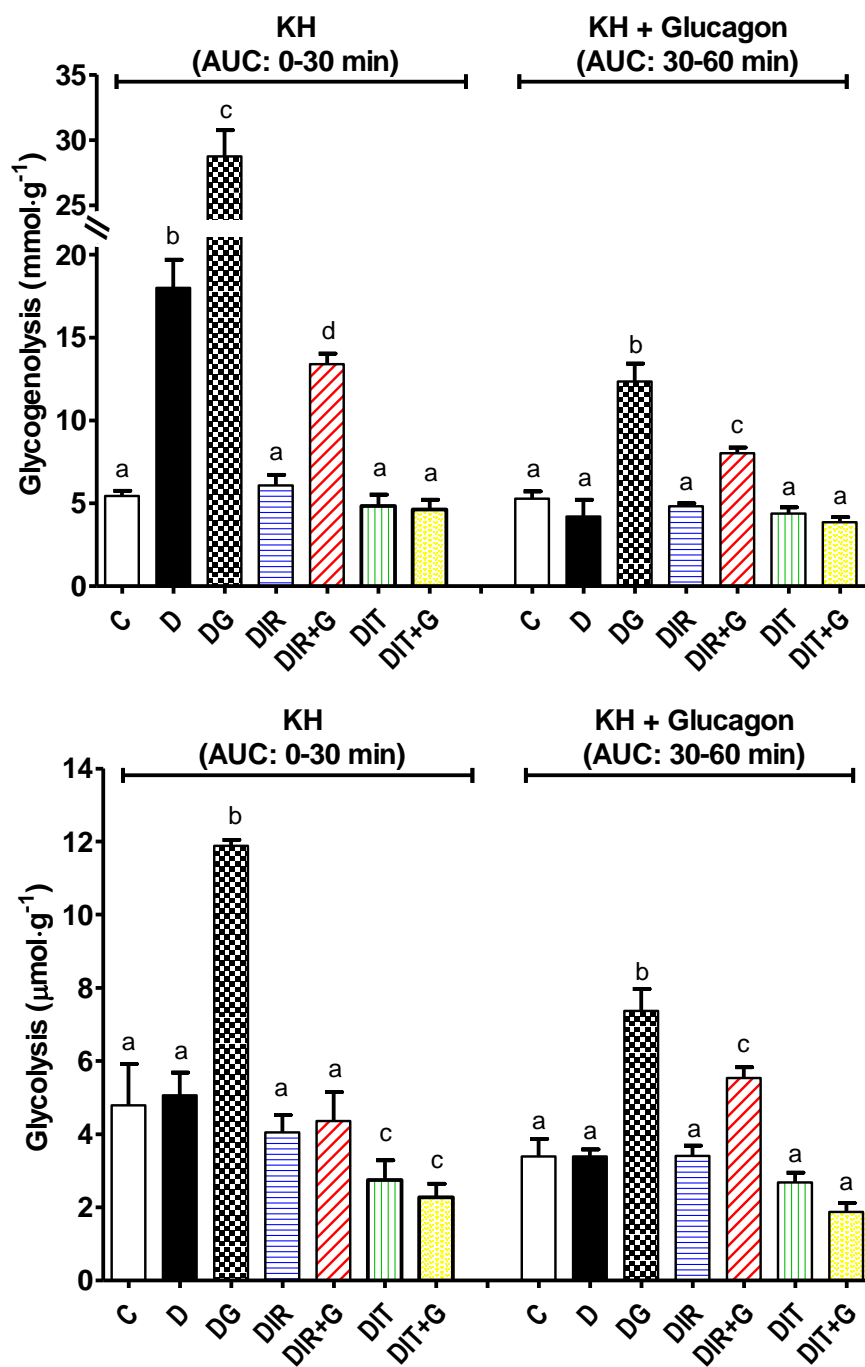 KH
(AUC: 0-30 min)
KH + Glucagon
(AUC: 30-60 min)
Glycogenolysis (mmol·g⁻¹)
35
30
25
20
15
10
5
0
a
b
c
a
d
a
a
a
a
b
a
c
a
a
C
D
DG
DIR
DIR+G
DIT
DIT+G
C
D
DG
DIR
DIR+G
DIT
DIT+G
KH
(AUC: 0-30 min)
KH + Glucagon
(AUC: 30-60 min)
Glycolysis (μmol·g⁻¹)
14
12
10
8
6
4
2
0
a
a
b
a
a
c
c
a
a
b
a
c
a
a
C
D
DG
DIR
DIR+G
DIT
DIT+G
C
D
DG
DIR
DIR+G
DIT
DIT+G